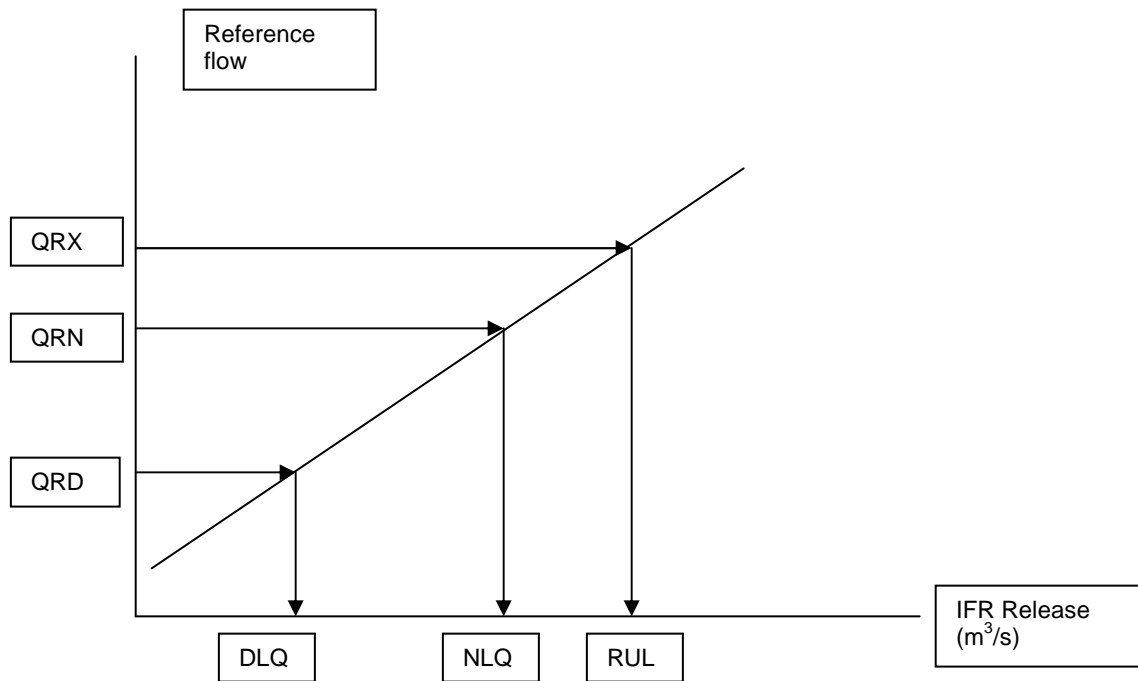 Reference
flow
QRX
QRN
QRD
DLQ
NLQ
RUL
IFR Release
(m³/s)